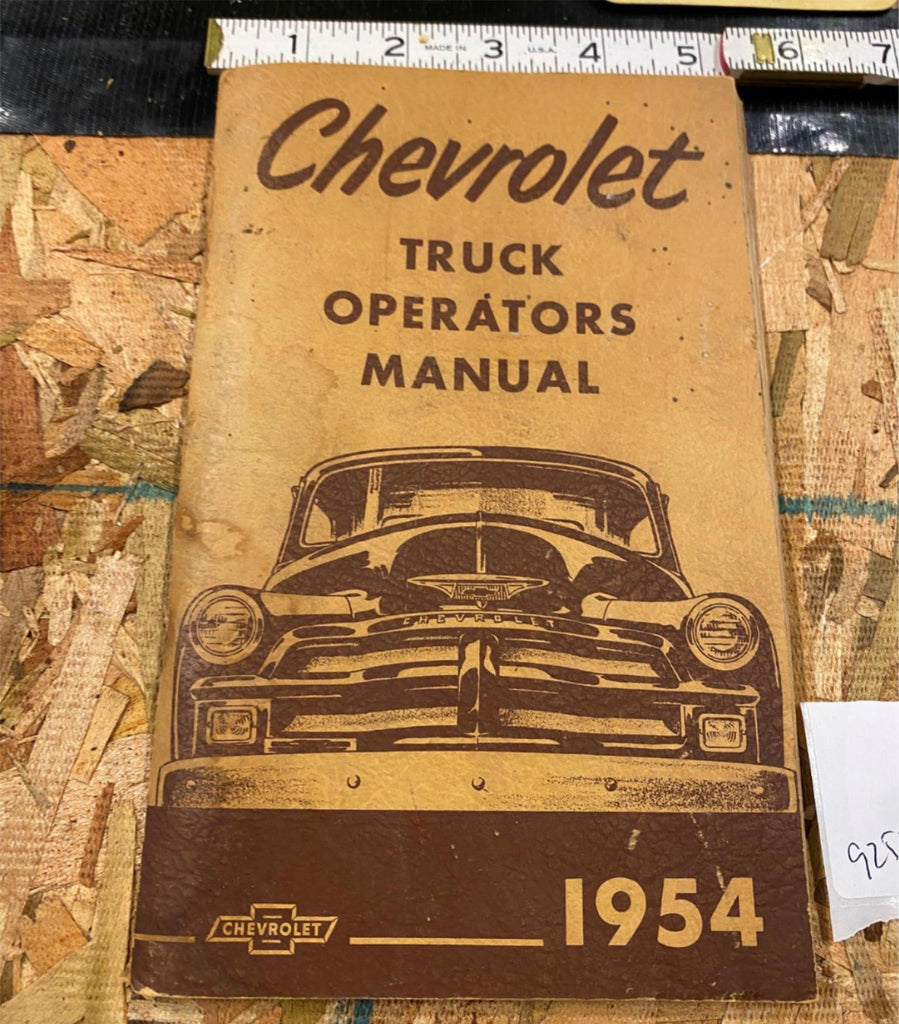 1 2 MADE IN 3 U.S.A. 4 5 6 7
Chevrolet
TRUCK
OPERATORS
MANUAL
CHEVROLET
CHEVROLET
1954